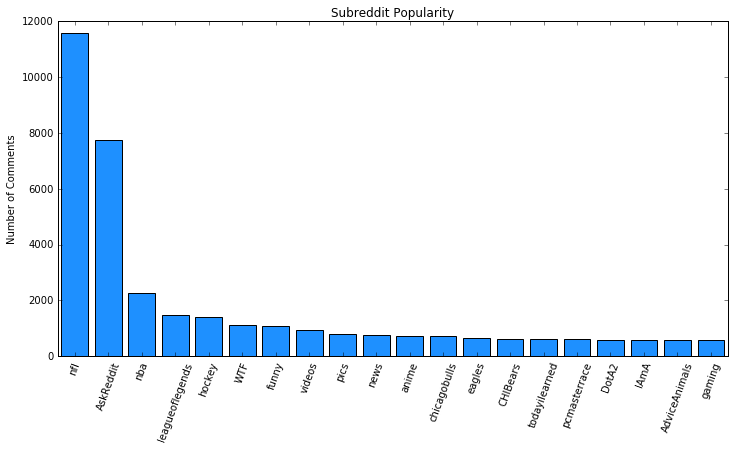 Subreddit Popularity
12000
10000
8000
6000
4000
2000
0
Number of Comments
nfl
AskReddit
nba
leagueoflegends
hockey
WTF
funny
videos
pics
news
anime
chicagobulls
eagles
CHIBears
todayilearned
pcmasterrace
DotA2
IAmA
AdviceAnimals
gaming